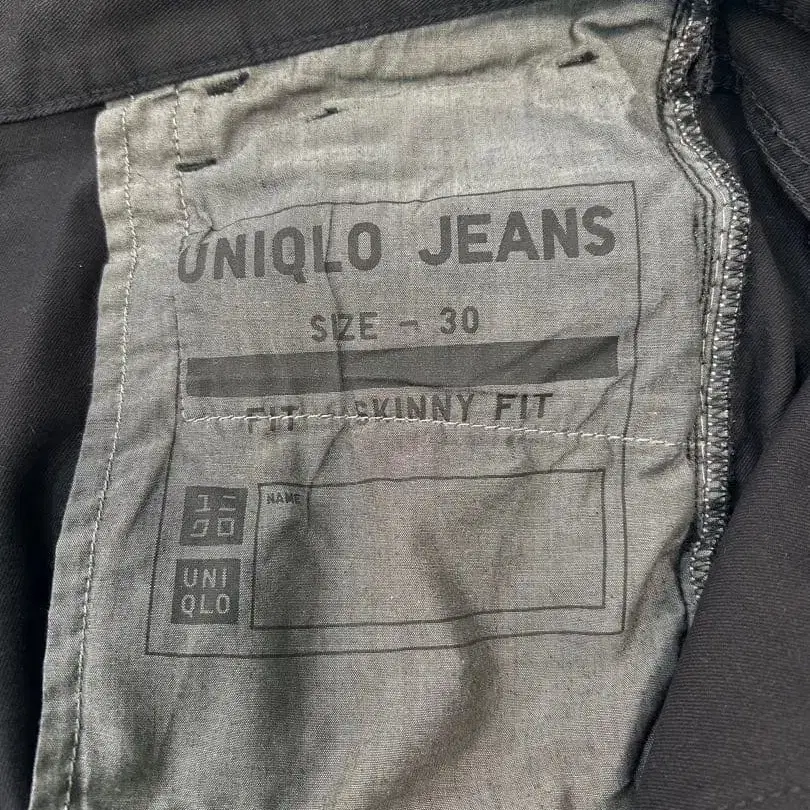 UNIQLO JEANS
SIZE - 30
FIT - SKINNY FIT
NAME
ユニ
クロ
UNI
QLO